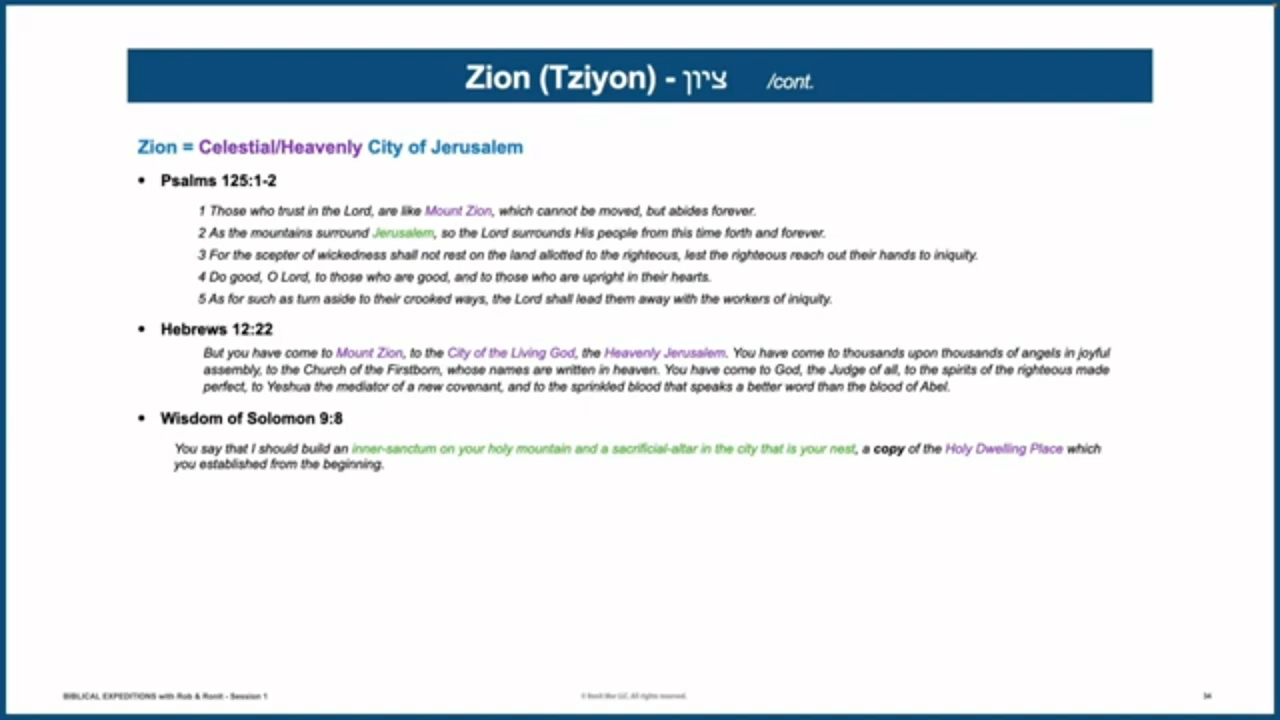 Zion (Tziyon) - ציון /cont.
Zion = Celestial/Heavenly City of Jerusalem
• Psalms 125:1-2
1 Those who trust in the Lord, are like Mount Zion, which cannot be moved, but abides forever.
2 As the mountains surround Jerusalem, so the Lord surrounds His people from this time forth and forever.
3 For the scepter of wickedness shall not rest on the land allotted to the righteous, lest the righteous reach out their hands to iniquity.
4 Do good, O Lord, to those who are good, and to those who are upright in their hearts.
5 As for such as turn aside to their crooked ways, the Lord shall lead them away with the workers of iniquity.
• Hebrews 12:22
But you have come to Mount Zion, to the City of the Living God, the Heavenly Jerusalem. You have come to thousands upon thousands of angels in joyful
assembly, to the Church of the Firstborn, whose names are written in heaven. You have come to God, the Judge of all, to the spirits of the righteous made
perfect, to Yeshua the mediator of a new covenant, and to the sprinkled blood that speaks a better word than the blood of Abel.
• Wisdom of Solomon 9:8
You say that I should build an inner-sanctum on your holy mountain and a sacrificial-altar in the city that is your nest, a copy of the Holy Dwelling Place which
you established from the beginning.
BIBLICAL EXPEDITIONS with Rob & Ronit - Session 1
© Ronit Mor LLC. All rights reserved.
34